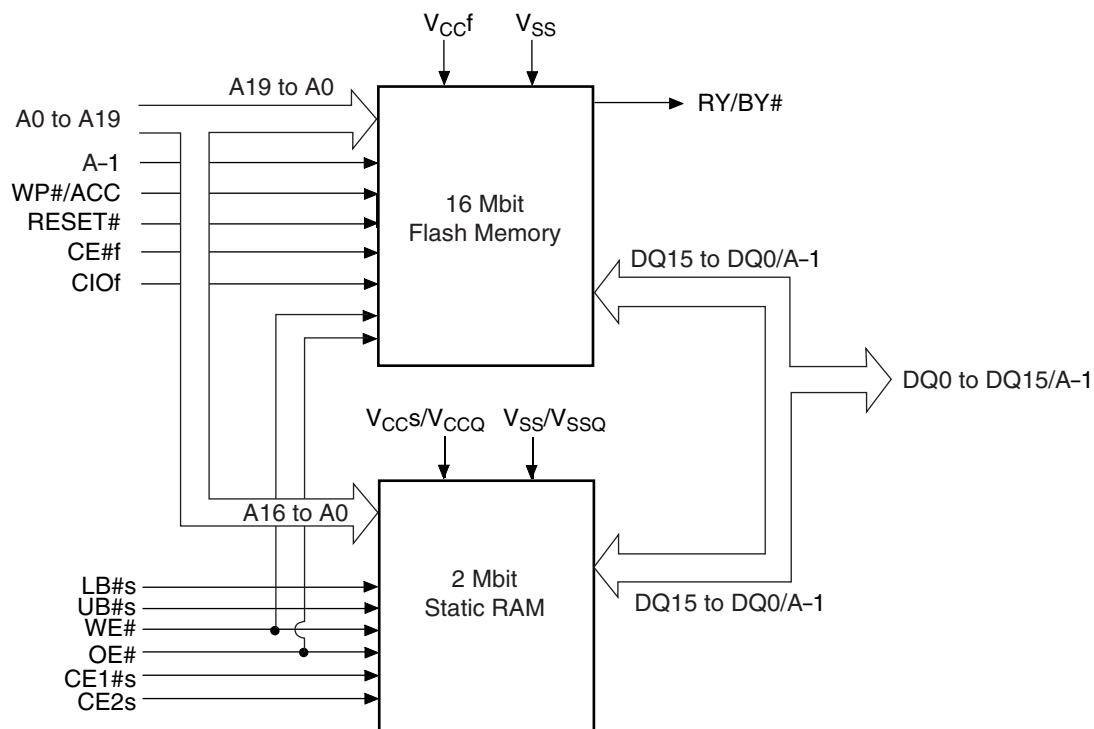 VCCf
VSS
A19 to A0
A0 to A19
RY/BY#
A–1
WP#/ACC
RESET#
CE#f
CIOf
16 Mbit
Flash Memory
DQ15 to DQ0/A–1
DQ0 to DQ15/A–1
VCCs/VCCQ
VSS/VSSQ
A16 to A0
LB#s
UB#s
WE#
OE#
CE1#s
CE2s
2 Mbit
Static RAM
DQ15 to DQ0/A–1